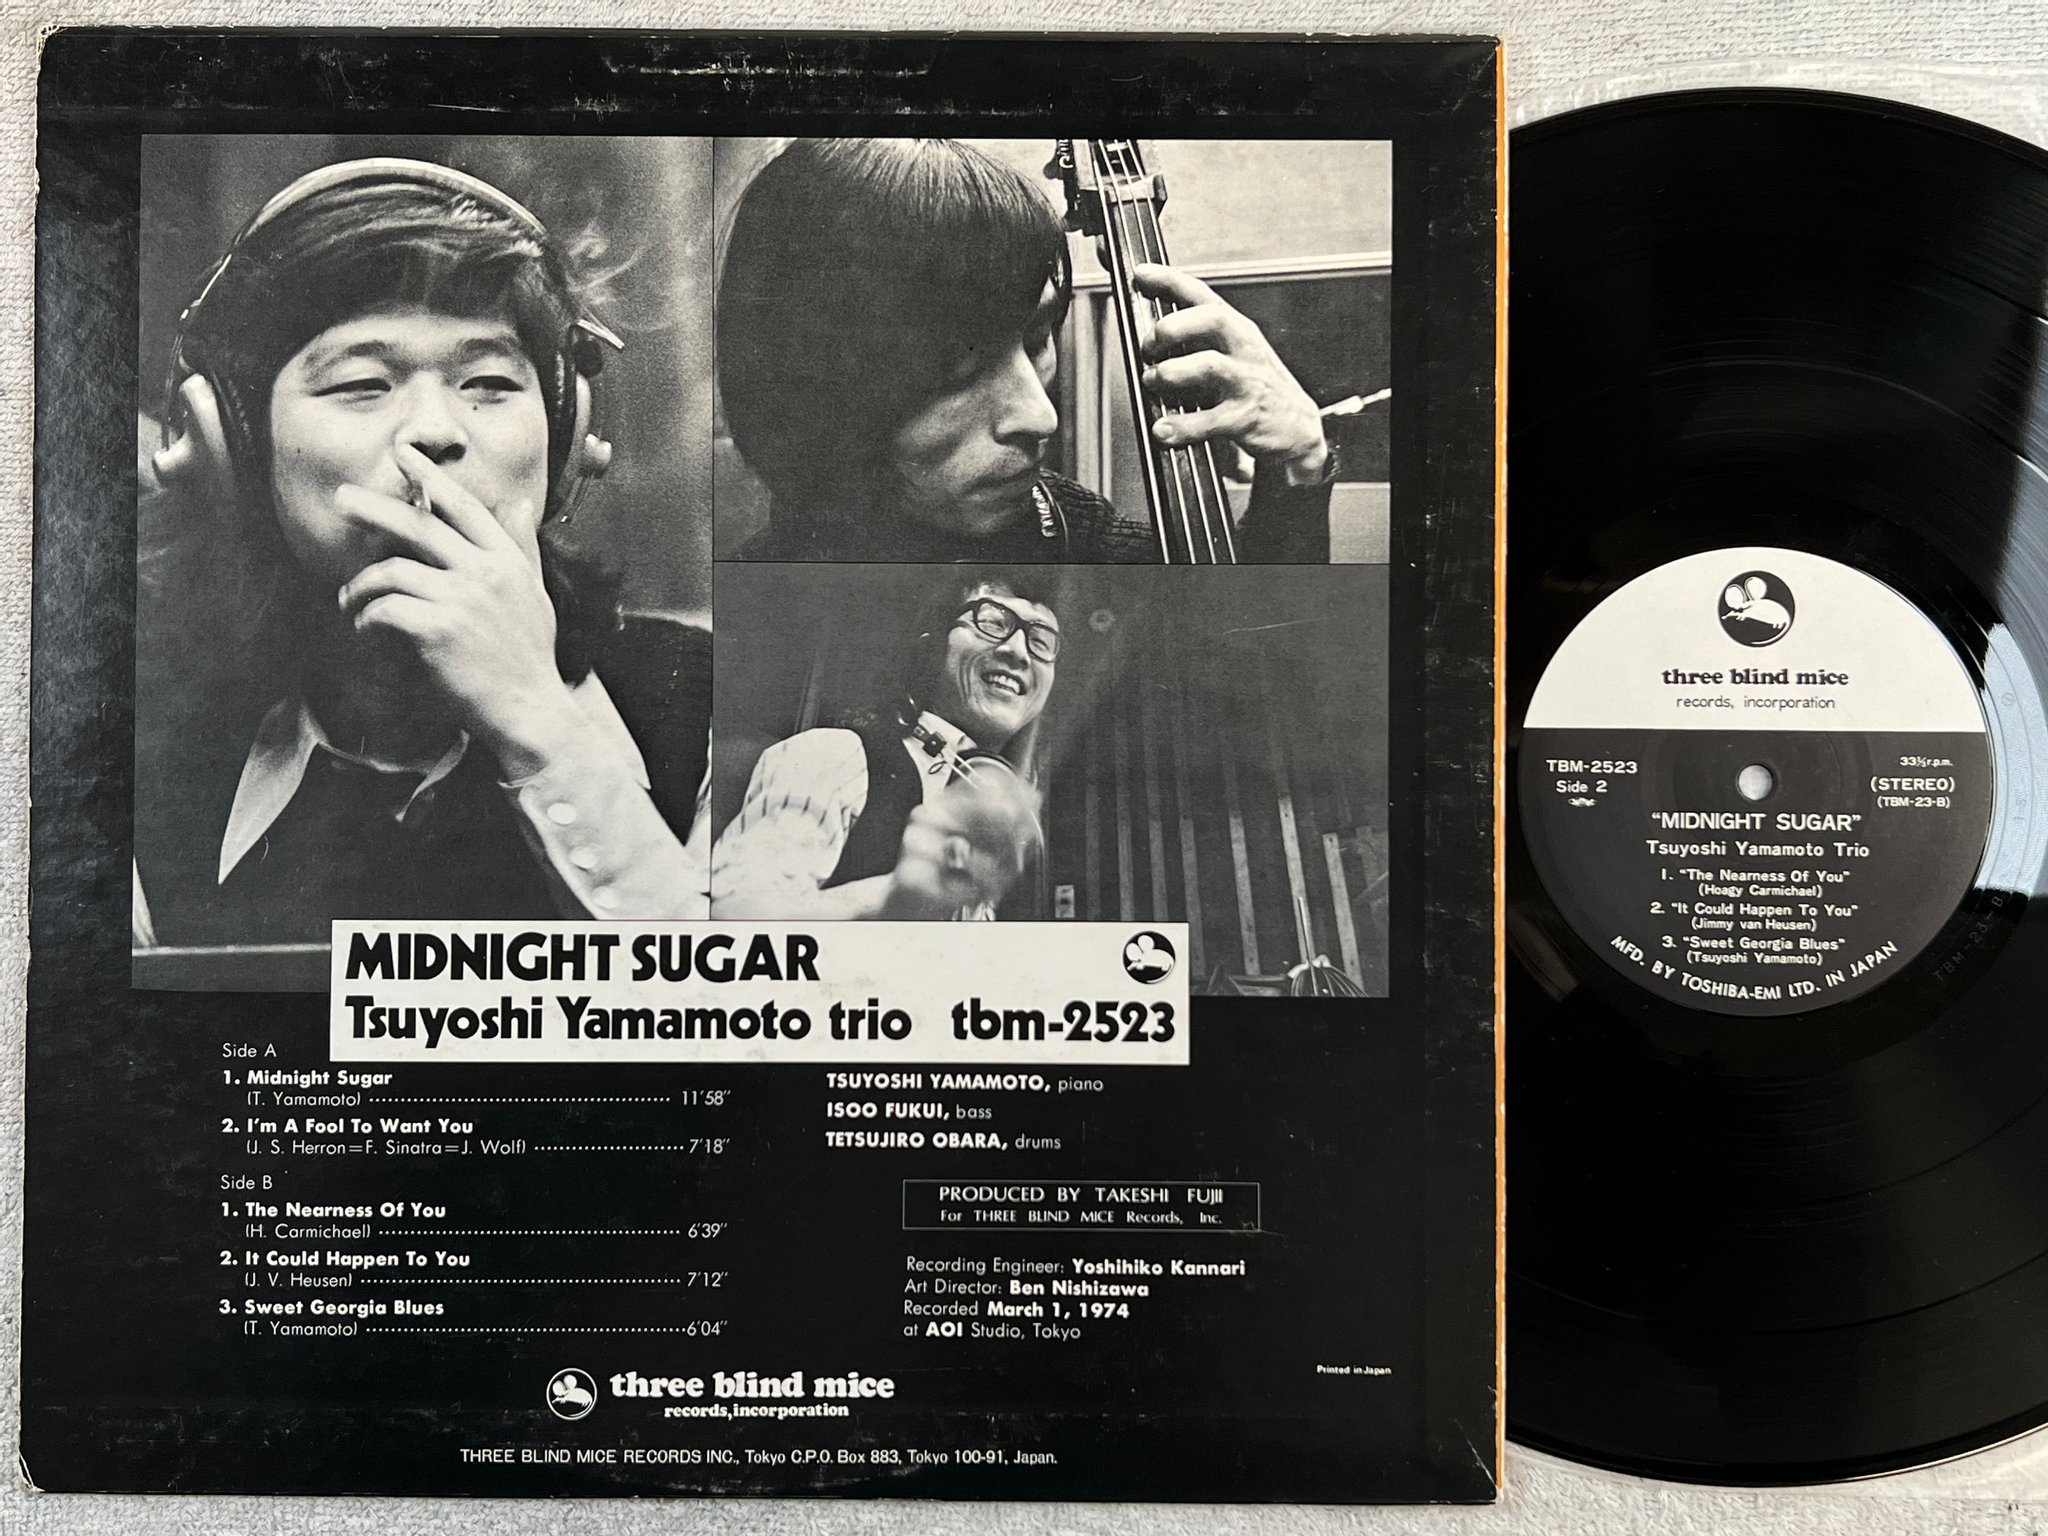 MIDNIGHT SUGAR
Tsuyoshi Yamamoto trio tbm-2523
Side A
1. Midnight Sugar
(T. Yamamoto) 11'58"
2. I'm A Fool To Want You
(J. S. Herron=F. Sinatra=J. Wolf) 7'18"
Side B
1. The Nearness Of You
(H. Carmichael) 6'39"
2. It Could Happen To You
(J. V. Heusen) 7'12"
3. Sweet Georgia Blues
(T. Yamamoto) 6'04"
TSUYOSHI YAMAMOTO, piano
ISOO FUKUI, bass
TETSUJIRO OBARA, drums
PRODUCED BY TAKESHI FUJII
For THREE BLIND MICE Records, Inc.
Recording Engineer: Yoshihiko Kannari
Art Director: Ben Nishizawa
Recorded March 1, 1974
at AOI Studio, Tokyo
Printed in Japan
three blind mice
records, incorporation
THREE BLIND MICE RECORDS INC., Tokyo C.P.O. Box 883, Tokyo 100-91, Japan.
three blind mice
records, incorporation
TBM-2523
Side 2
33⅓ r.p.m.
(STEREO)
(TBM-23-B)
"MIDNIGHT SUGAR"
Tsuyoshi Yamamoto Trio
1. "The Nearness Of You"
(Hoagy Carmichael)
2. "It Could Happen To You"
(Jimmy van Heusen)
3. "Sweet Georgia Blues"
(Tsuyoshi Yamamoto)
MFD. BY TOSHIBA-EMI LTD. IN JAPAN
TBM-23-B